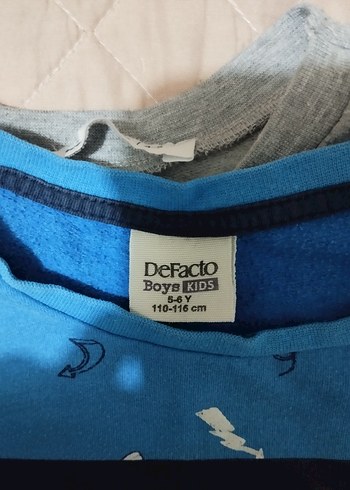 DeFacto
Boys KIDS
5-6 Y
110-116 cm